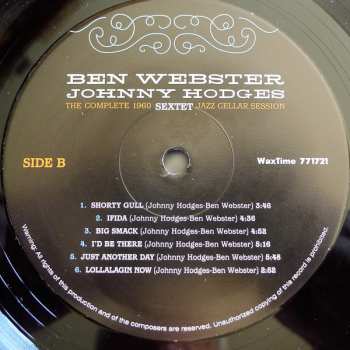 BEN WEBSTER
JOHNNY HODGES
THE COMPLETE 1960 SEXTET JAZZ CELLAR SESSION
SIDE B
WaxTime 771721
1. SHORTY GULL (Johnny Hodges-Ben Webster) 3:46
2. IFIDA (Johnny Hodges-Ben Webster) 4:36
3. BIG SMACK (Johnny Hodges-Ben Webster) 4:52
4. I'D BE THERE (Johnny Hodges-Ben Webster) 5:16
5. JUST ANOTHER DAY (Johnny Hodges-Ben Webster) 5:48
6. LOLLALAGIN NOW (Johnny Hodges-Ben Webster) 2:52
Warning: All rights of this production and of the composers are reserved. Unauthorized copying of this record is prohibited.